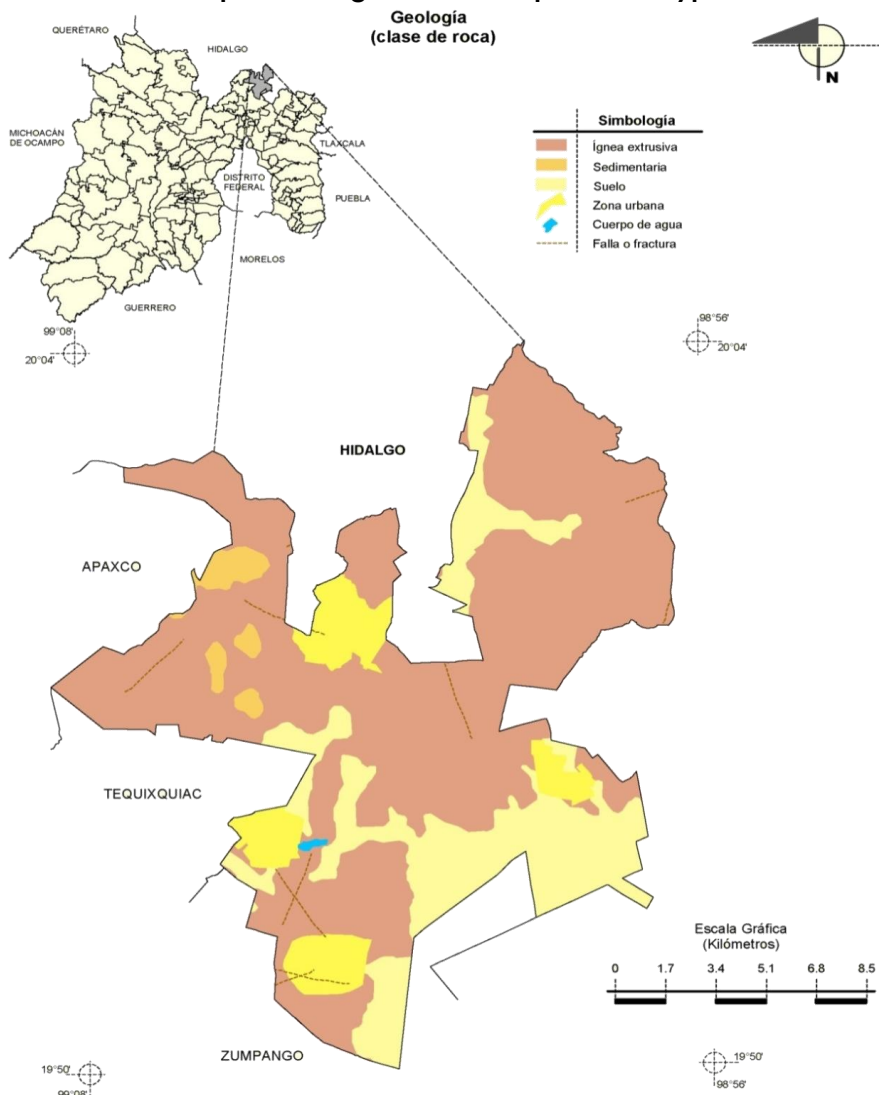 Geología
(clase de roca)
QUERÉTARO
HIDALGO
MICHOACÁN
DE OCAMPO
TLAXCALA
DISTRITO
FEDERAL
PUEBLA
MORELOS
GUERRERO
N
Simbología
Ígnea extrusiva
Sedimentaria
Suelo
Zona urbana
Cuerpo de agua
Falla o fractura
99°08'
20°04'
98°56'
20°04'
HIDALGO
APAXCO
TEQUIXQUIAC
ZUMPANGO
Escala Gráfica
(Kilómetros)
0 1.7 3.4 5.1 6.8 8.5
19°50'
99°08'
19°50'
98°56'